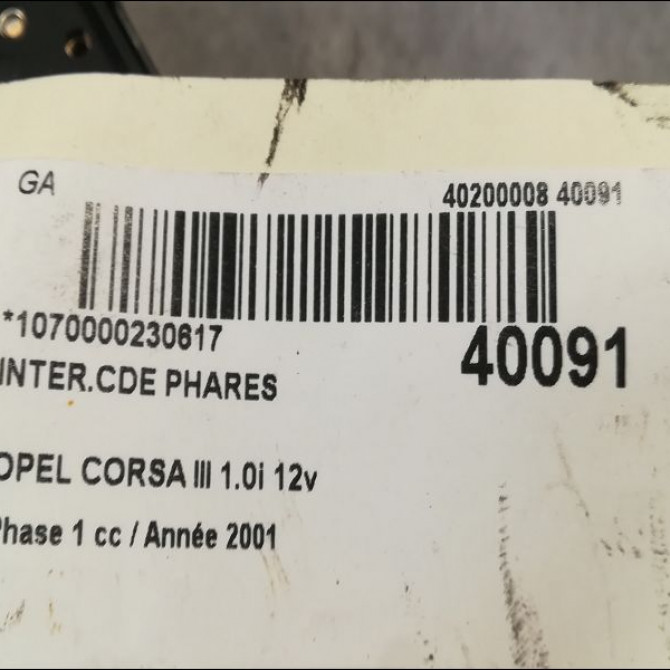 GA
40200008 40091
*1070000230617
40091
INTER.CDE PHARES
OPEL CORSA III 1.0i 12v
Phase 1 cc / Année 2001